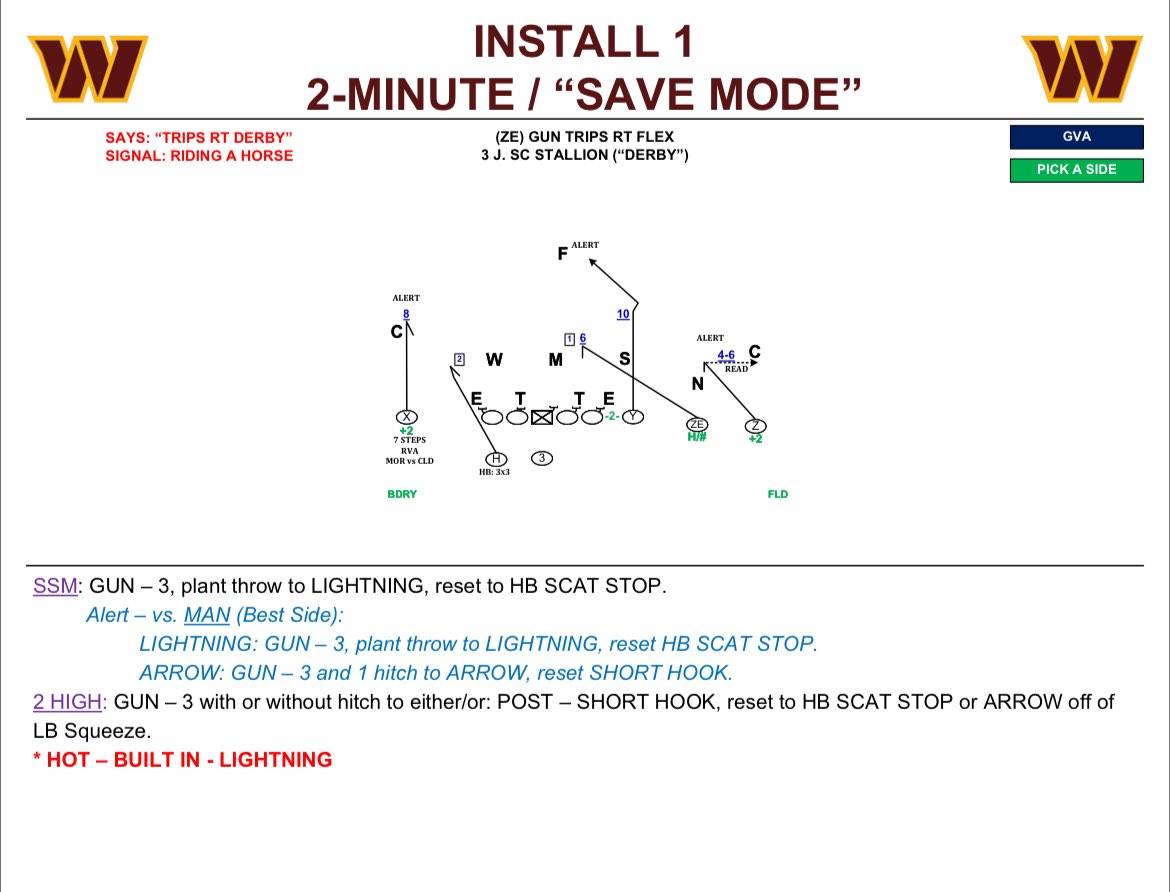 INSTALL 1
2-MINUTE / “SAVE MODE”
SAYS: “TRIPS RT DERBY”
SIGNAL: RIDING A HORSE
(ZE) GUN TRIPS RT FLEX
3 J. SC STALLION (“DERBY”)
GVA
PICK A SIDE
F ALERT
ALERT
8
C
10
1 6
ALERT
2 W M S 4-6 C
READ
N
E T T E
X -2- Y ZE Z
+2 H/# +2
7 STEPS
RVA
MOR vs CLD
H 3
HB: 3x3
BDRY FLD
SSM: GUN – 3, plant throw to LIGHTNING, reset to HB SCAT STOP.
Alert – vs. MAN (Best Side):
LIGHTNING: GUN – 3, plant throw to LIGHTNING, reset HB SCAT STOP.
ARROW: GUN – 3 and 1 hitch to ARROW, reset SHORT HOOK.
2 HIGH: GUN – 3 with or without hitch to either/or: POST – SHORT HOOK, reset to HB SCAT STOP or ARROW off of
LB Squeeze.
* HOT – BUILT IN - LIGHTNING